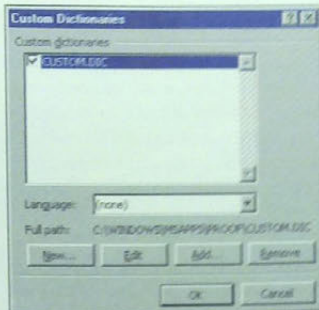 Custom Dictionaries
Custom dictionaries
CUSTOM.DIC
Language: (none)
Full path: C:\WINDOWS\MSAPPS\PROOF\CUSTOM.DIC
New... Edit Add... Remove
OK Cancel